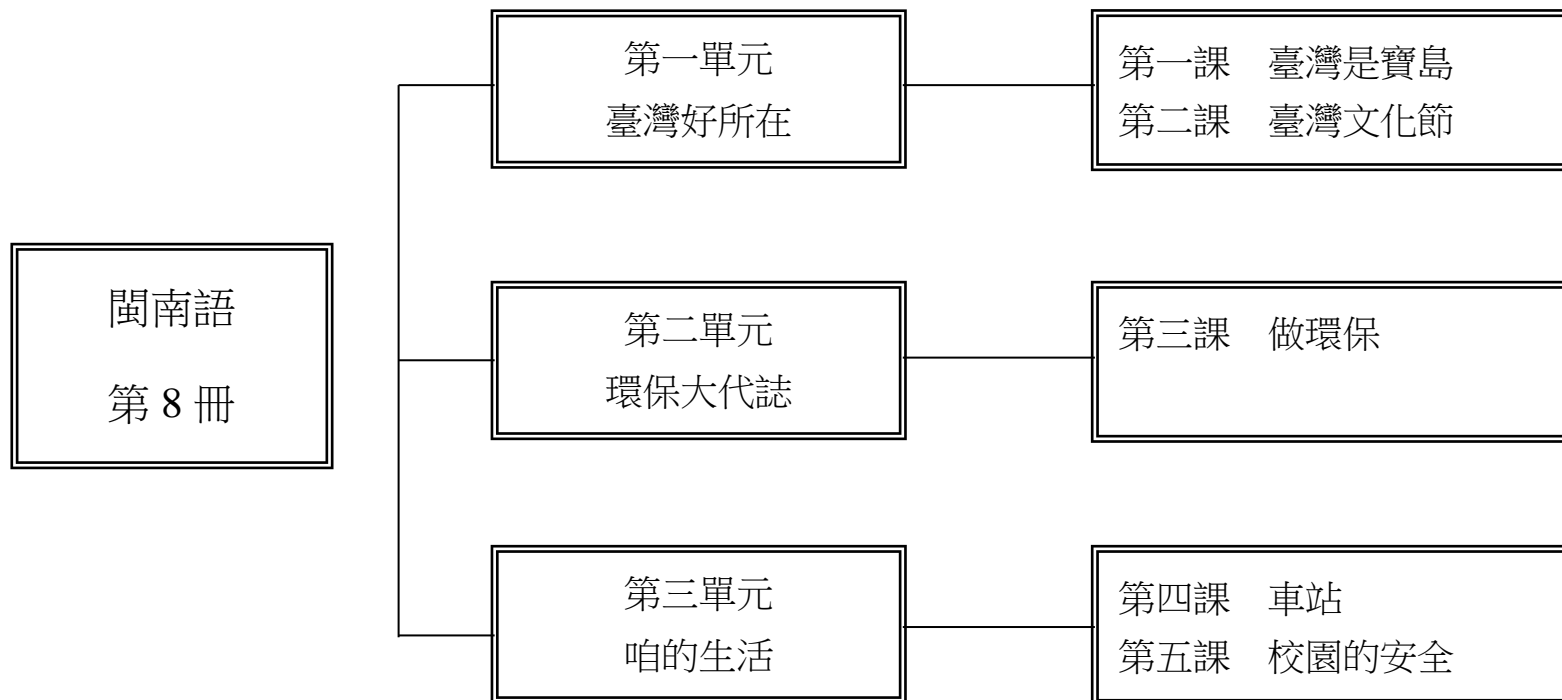 閩南語
第 8 冊
第一單元
臺灣好所在
第一課　臺灣是寶島
第二課　臺灣文化節
第二單元
環保大代誌
第三課　做環保
第三單元
咱的生活
第四課　車站
第五課　校園的安全